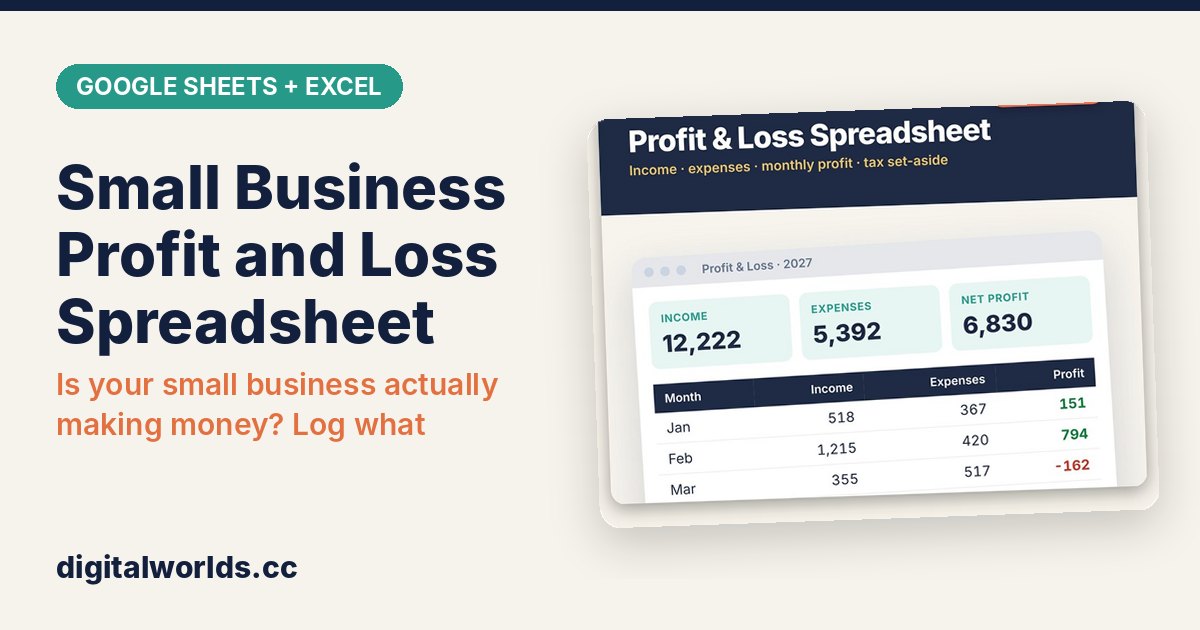 GOOGLE SHEETS + EXCEL
Small Business
Profit and Loss
Spreadsheet
Is your small business actually
making money? Log what
digitalworlds.cc
Profit & Loss Spreadsheet
Income · expenses · monthly profit · tax set-aside
Profit & Loss · 2027
INCOME EXPENSES NET PROFIT
12,222 5,392 6,830
Month Income Expenses Profit
Jan 518 367 151
Feb 1,215 420 794
Mar 355 517 -162